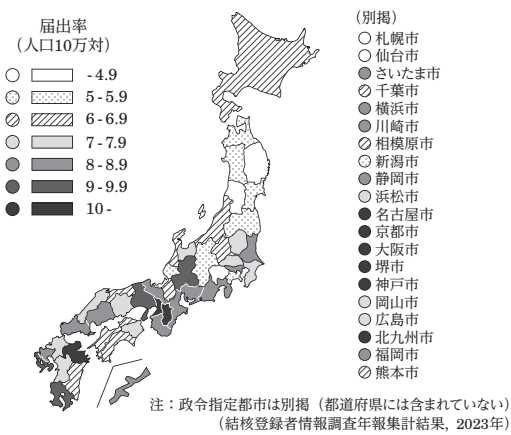 届出率
（人口10万対）
- 4.9
5 - 5.9
6 - 6.9
7 - 7.9
8 - 8.9
9 - 9.9
10 -
（別掲）
札幌市
仙台市
さいたま市
千葉市
横浜市
川崎市
相模原市
新潟市
静岡市
浜松市
名古屋市
京都市
大阪市
堺市
神戸市
岡山市
広島市
北九州市
福岡市
熊本市
注：政令指定都市は別掲（都道府県には含まれていない）
（結核登録者情報調査年報集計結果, 2023年）